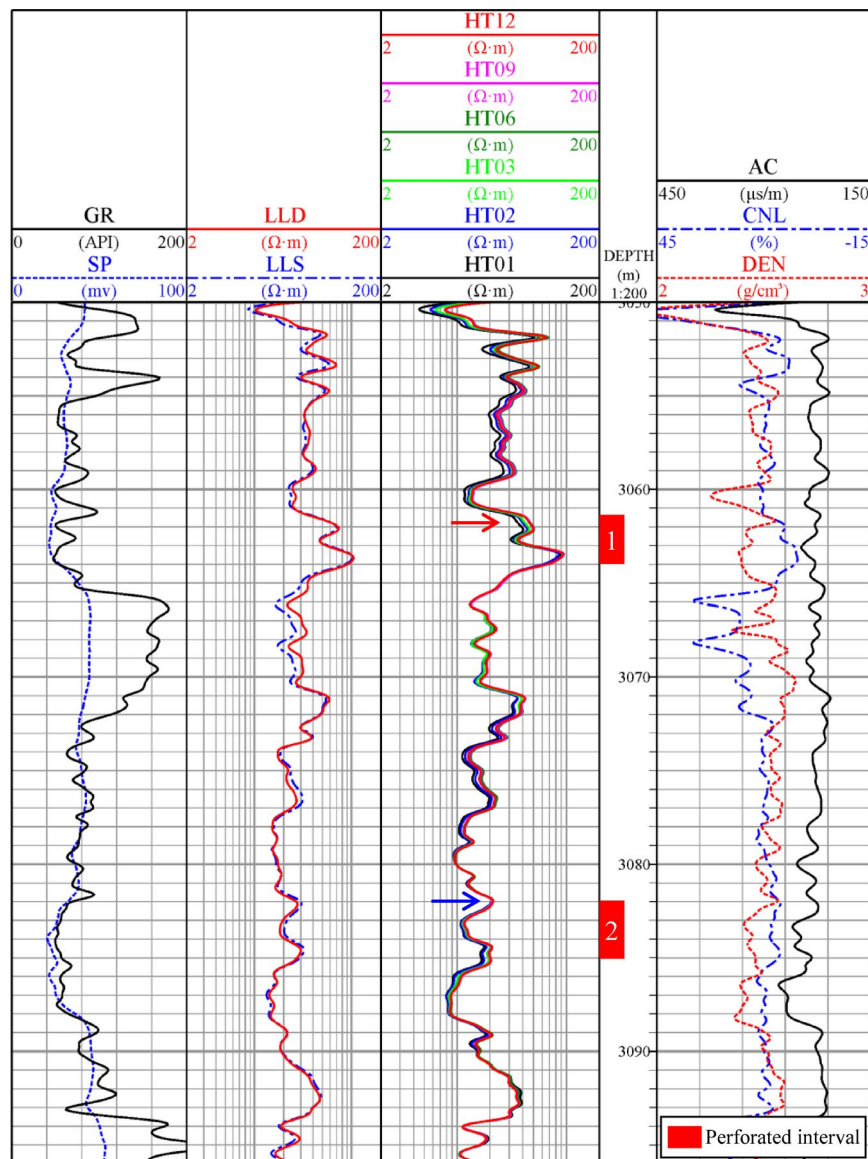 HT12
2 (Ω·m) 200
HT09
2 (Ω·m) 200
HT06
2 (Ω·m) 200
HT03
2 (Ω·m) 200
HT02
2 (Ω·m) 200
HT01
2 (Ω·m) 200
GR
0 (API) 200
SP
0 (mv) 100
LLD
2 (Ω·m) 200
LLS
2 (Ω·m) 200
DEPTH
(m)
1:200
AC
450 (μs/m) 150
CNL
45 (%) -15
DEN
2 (g/cm³) 3
3050
3060
1
3070
3080
2
3090
Perforated interval